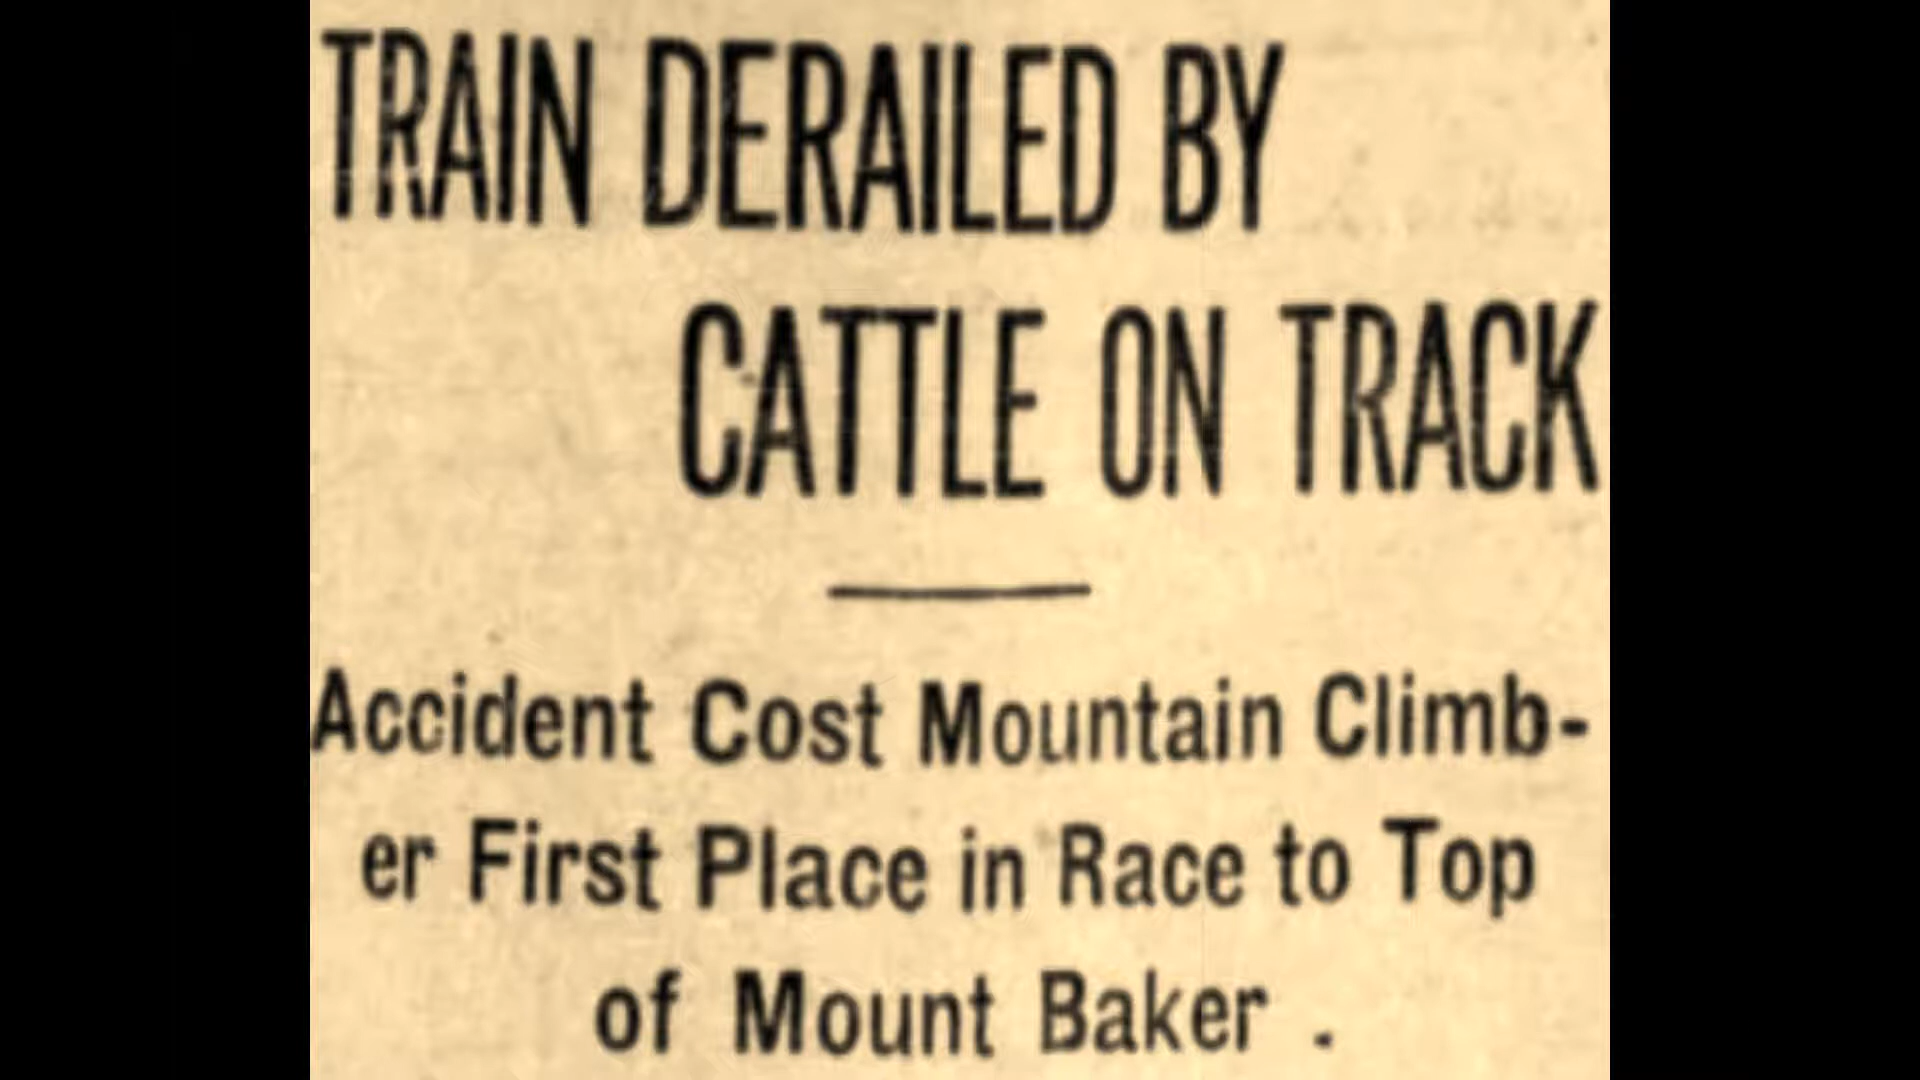 TRAIN DERAILED BY
CATTLE ON TRACK
Accident Cost Mountain Climb-
er First Place in Race to Top
of Mount Baker .